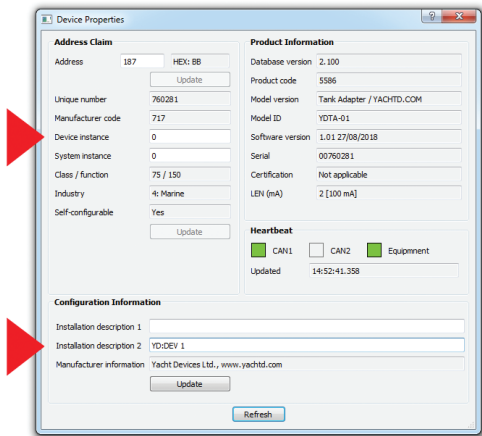 Device Properties
Address Claim
Address 187 HEX: BB
Update
Unique number 760281
Manufacturer code 717
Device instance 0
System instance 0
Class / function 75 / 150
Industry 4: Marine
Self-configurable Yes
Update
Product Information
Database version 2.100
Product code 5586
Model version Tank Adapter / YACHTD.COM
Model ID YDTA-01
Software version 1.01 27/08/2018
Serial 00760281
Certification Not applicable
LEN (mA) 2 [100 mA]
Heartbeat
CAN1 CAN2 Equipmnent
Updated 14:52:41.358
Configuration Information
Installation description 1
Installation description 2 YD:DEV 1
Manufacturer information Yacht Devices Ltd., www.yachtd.com
Update
Refresh